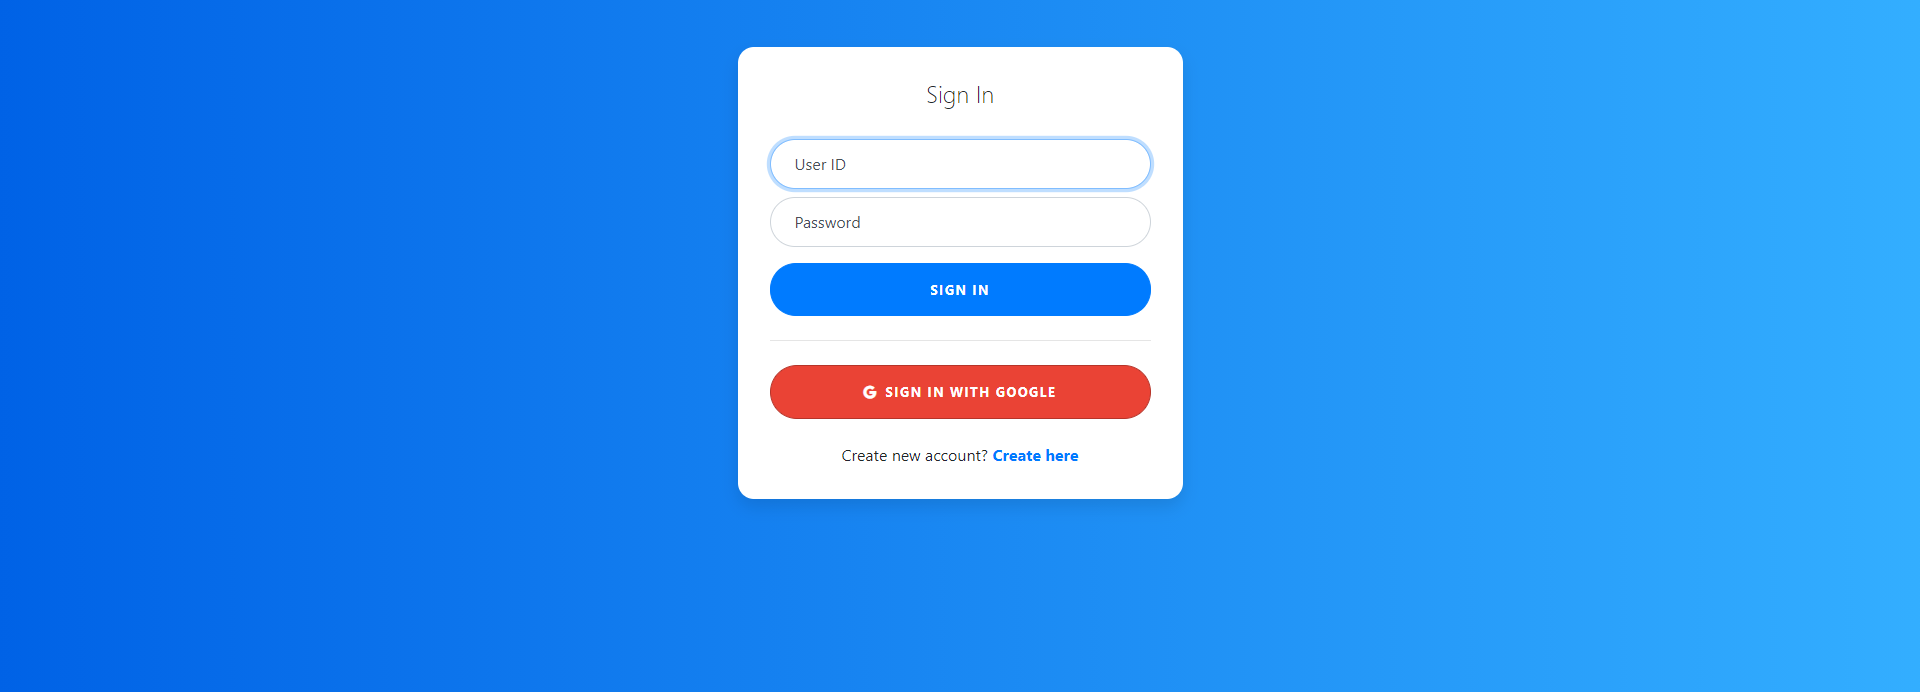 Sign In
User ID
Password
SIGN IN
SIGN IN WITH GOOGLE
Create new account? Create here